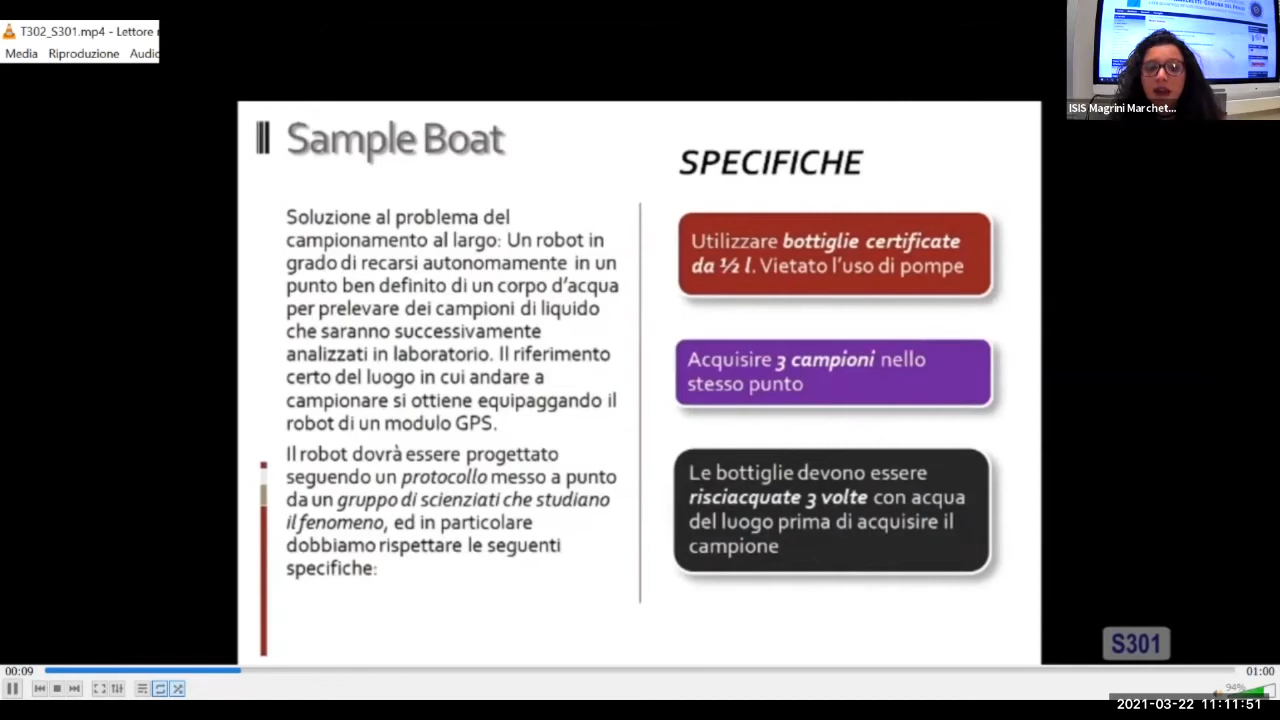 T302_S301.mp4 - Lettore
Media Riproduzione Audio
ISIS Magrini Marchet...
Sample Boat
SPECIFICHE
Soluzione al problema del
campionamento al largo: Un robot in
grado di recarsi autonomamente in un
punto ben definito di un corpo d'acqua
per prelevare dei campioni di liquido
che saranno successivamente
analizzati in laboratorio. Il riferimento
certo del luogo in cui andare a
campionare si ottiene equipaggando il
robot di un modulo GPS.
Il robot dovrà essere progettato
seguendo un protocollo messo a punto
da un gruppo di scienziati che studiano
il fenomeno, ed in particolare
dobbiamo rispettare le seguenti
specifiche:
Utilizzare bottiglie certificate
da ½ l. Vietato l'uso di pompe
Acquisire 3 campioni nello
stesso punto
Le bottiglie devono essere
risciacquate 3 volte con acqua
del luogo prima di acquisire il
campione
S301
00:09
01:00
94%
2021-03-22 11:11:51